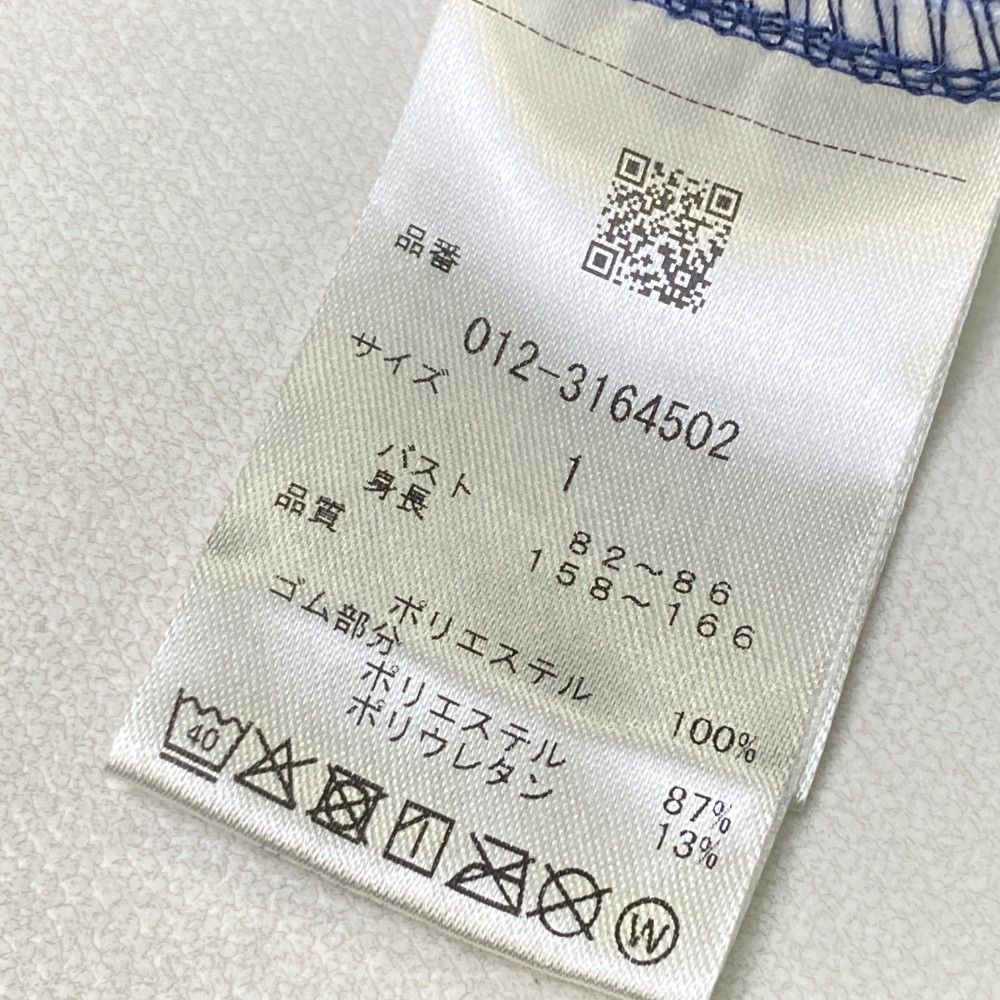 品番
012-3164502
サイズ
1
バスト ８２～８６
身長 １５８～１６６
品質
ポリエステル 100%
ゴム部分
ポリエステル 87%
ポリウレタン 13%
40
W